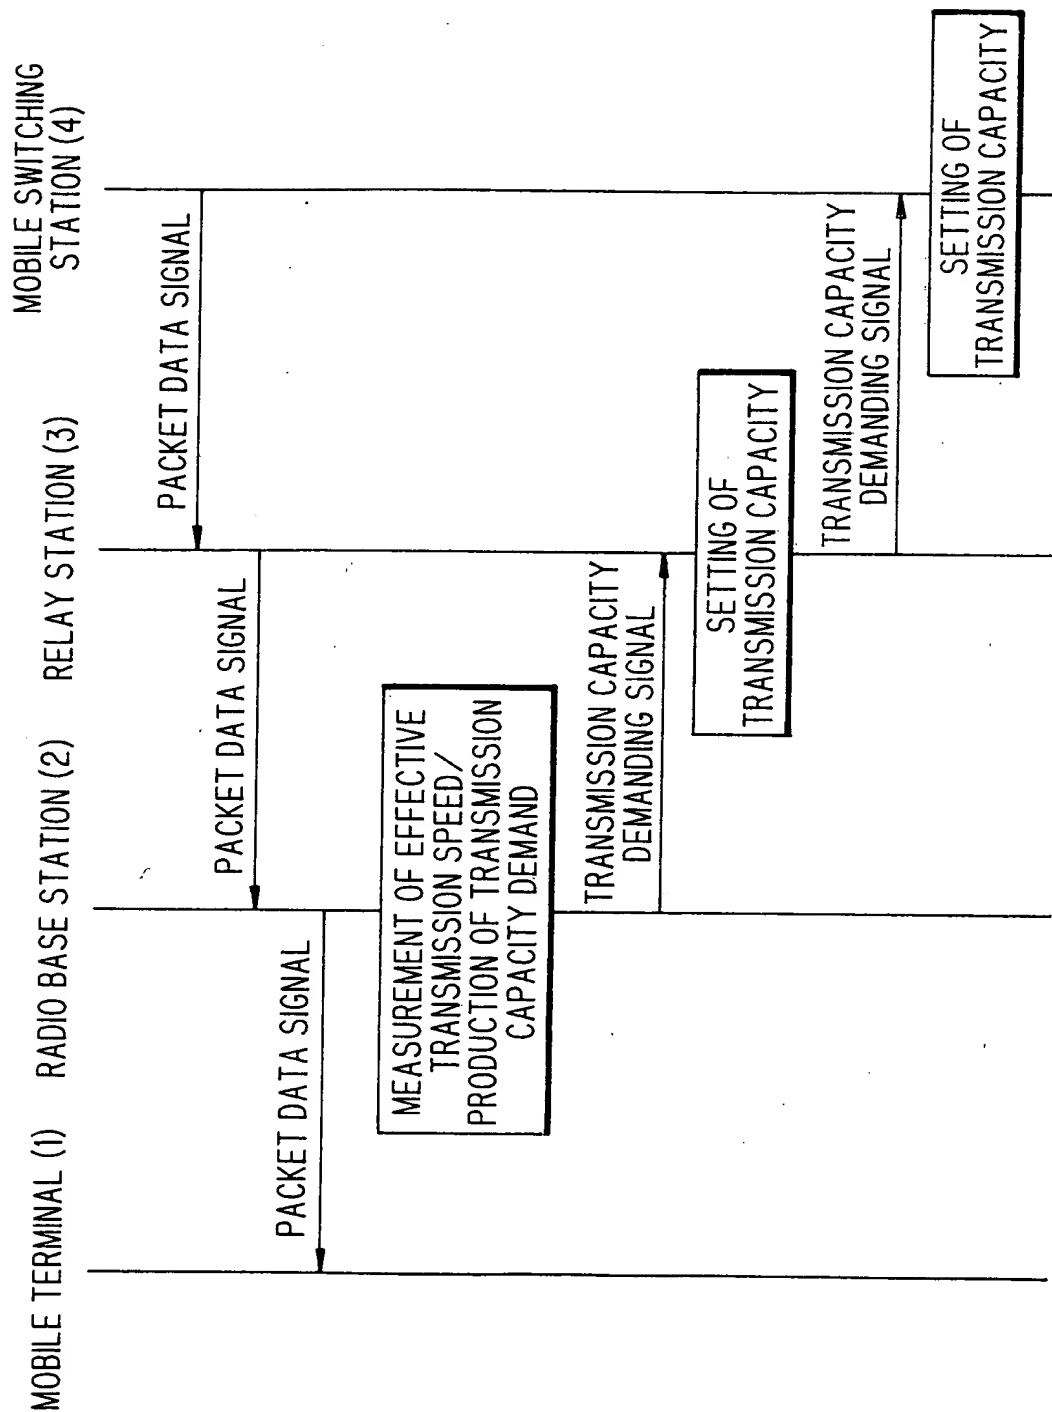 MOBILE TERMINAL (1)
RADIO BASE STATION (2)
RELAY STATION (3)
MOBILE SWITCHING
STATION (4)
PACKET DATA SIGNAL
PACKET DATA SIGNAL
PACKET DATA SIGNAL
MEASUREMENT OF EFFECTIVE
TRANSMISSION SPEED/
PRODUCTION OF TRANSMISSION
CAPACITY DEMAND
TRANSMISSION CAPACITY
DEMANDING SIGNAL
SETTING OF
TRANSMISSION CAPACITY
TRANSMISSION CAPACITY
DEMANDING SIGNAL
SETTING OF
TRANSMISSION CAPACITY